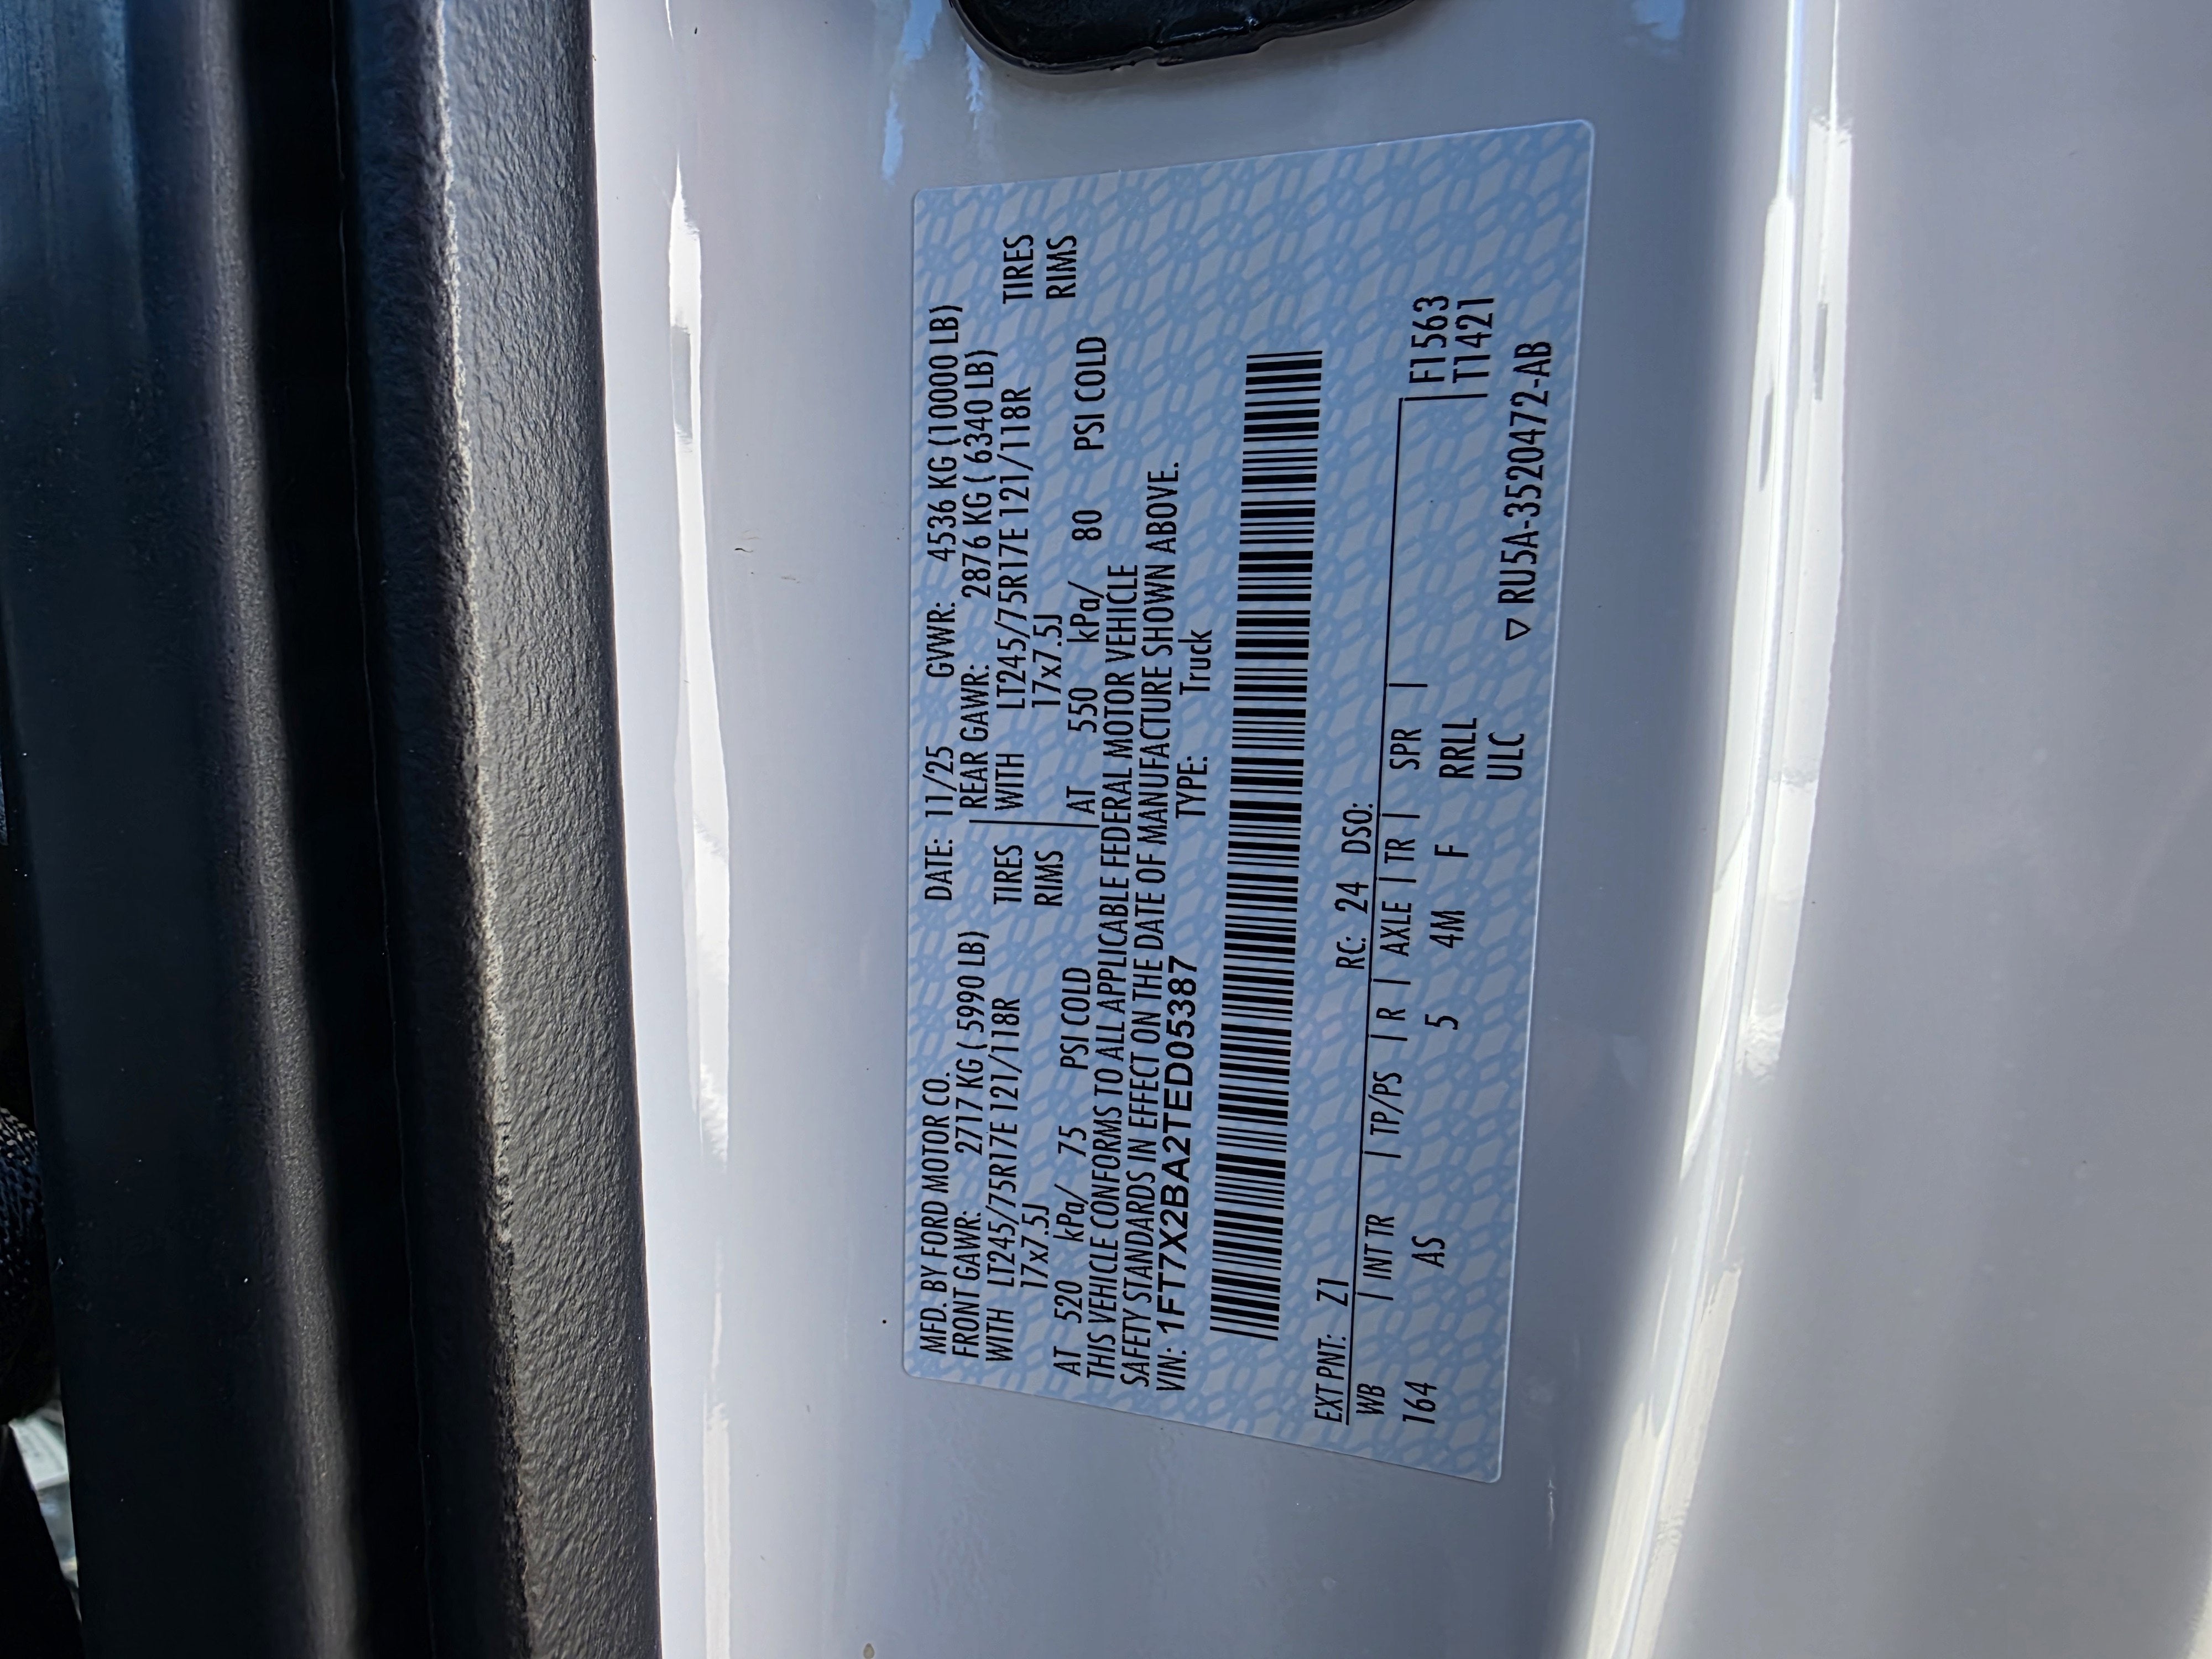 MFD. BY FORD MOTOR CO. DATE: 11/25 GVWR: 4536 KG (10000 LB)
FRONT GAWR: 2717 KG ( 5990 LB) REAR GAWR: 2876 KG ( 6340 LB)
WITH LT245/75R17E 121/118R TIRES WITH LT245/75R17E 121/118R TIRES
17x7.5J RIMS 17x7.5J RIMS
AT 520 kPa/ 75 PSI COLD AT 550 kPa/ 80 PSI COLD
THIS VEHICLE CONFORMS TO ALL APPLICABLE FEDERAL MOTOR VEHICLE
SAFETY STANDARDS IN EFFECT ON THE DATE OF MANUFACTURE SHOWN ABOVE.
VIN: 1FT7X2BA2TED05387 TYPE: Truck
EXT PNT: Z1 RC: 24 DSO:
WB | INT TR | TP/PS | R | AXLE | TR | SPR | F1563
164 AS 5 4M F RRLL T1421
ULC
▽ RU5A-3520472-AB